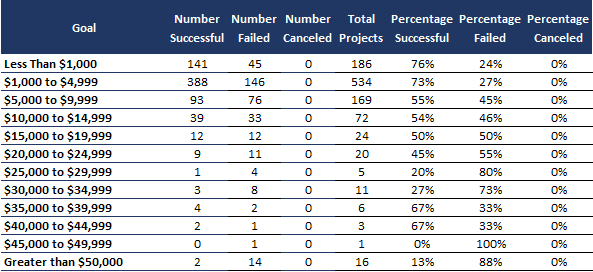 Goal Number Successful Number Failed Number Canceled Total Projects Percentage Successful Percentage Failed Percentage Canceled
Less Than $1,000 141 45 0 186 76% 24% 0%
$1,000 to $4,999 388 146 0 534 73% 27% 0%
$5,000 to $9,999 93 76 0 169 55% 45% 0%
$10,000 to $14,999 39 33 0 72 54% 46% 0%
$15,000 to $19,999 12 12 0 24 50% 50% 0%
$20,000 to $24,999 9 11 0 20 45% 55% 0%
$25,000 to $29,999 1 4 0 5 20% 80% 0%
$30,000 to $34,999 3 8 0 11 27% 73% 0%
$35,000 to $39,999 4 2 0 6 67% 33% 0%
$40,000 to $44,999 2 1 0 3 67% 33% 0%
$45,000 to $49,999 0 1 0 1 0% 100% 0%
Greater than $50,000 2 14 0 16 13% 88% 0%